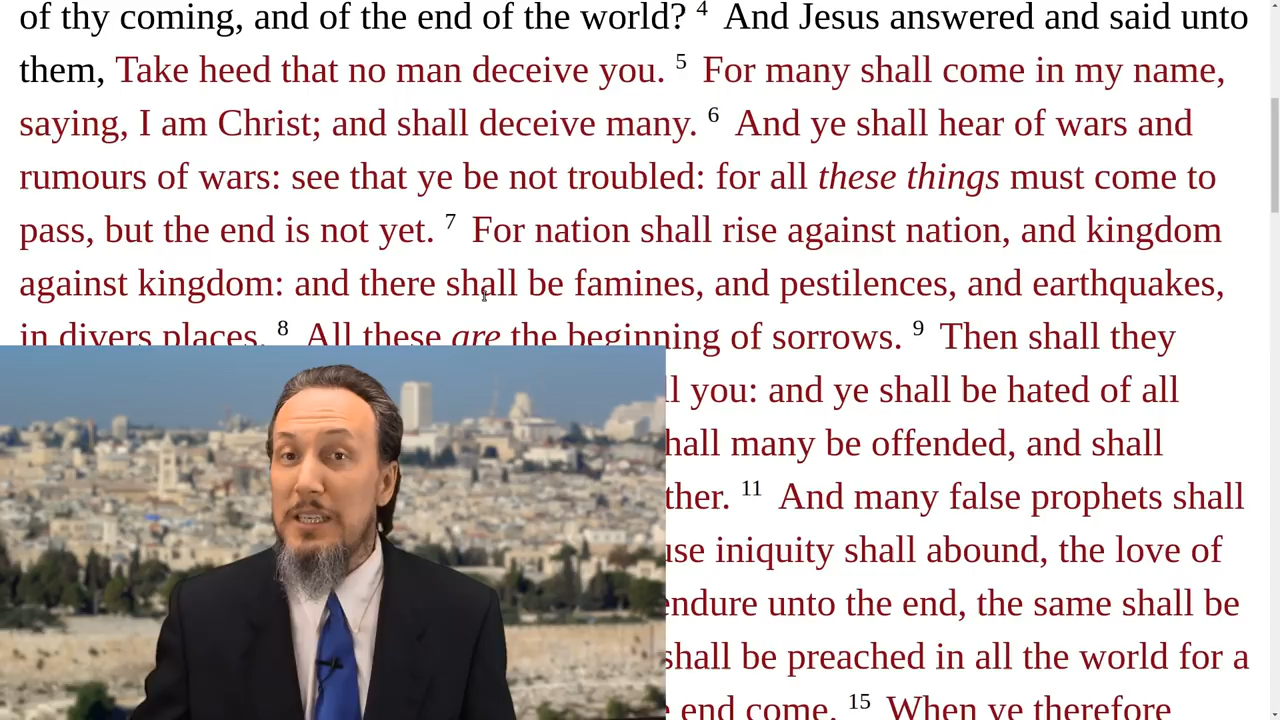 of thy coming, and of the end of the world? 4 And Jesus answered and said unto
them, Take heed that no man deceive you. 5 For many shall come in my name,
saying, I am Christ; and shall deceive many. 6 And ye shall hear of wars and
rumours of wars: see that ye be not troubled: for all these things must come to
pass, but the end is not yet. 7 For nation shall rise against nation, and kingdom
against kingdom: and there shall be famines, and pestilences, and earthquakes,
in divers places. 8 All these are the beginning of sorrows. 9 Then shall they
you: and ye shall be hated of all
shall many be offended, and shall
11 And many false prophets shall
iniquity shall abound, the love of
endure unto the end, the same shall be
shall be preached in all the world for a
end come. 15 When ye therefore